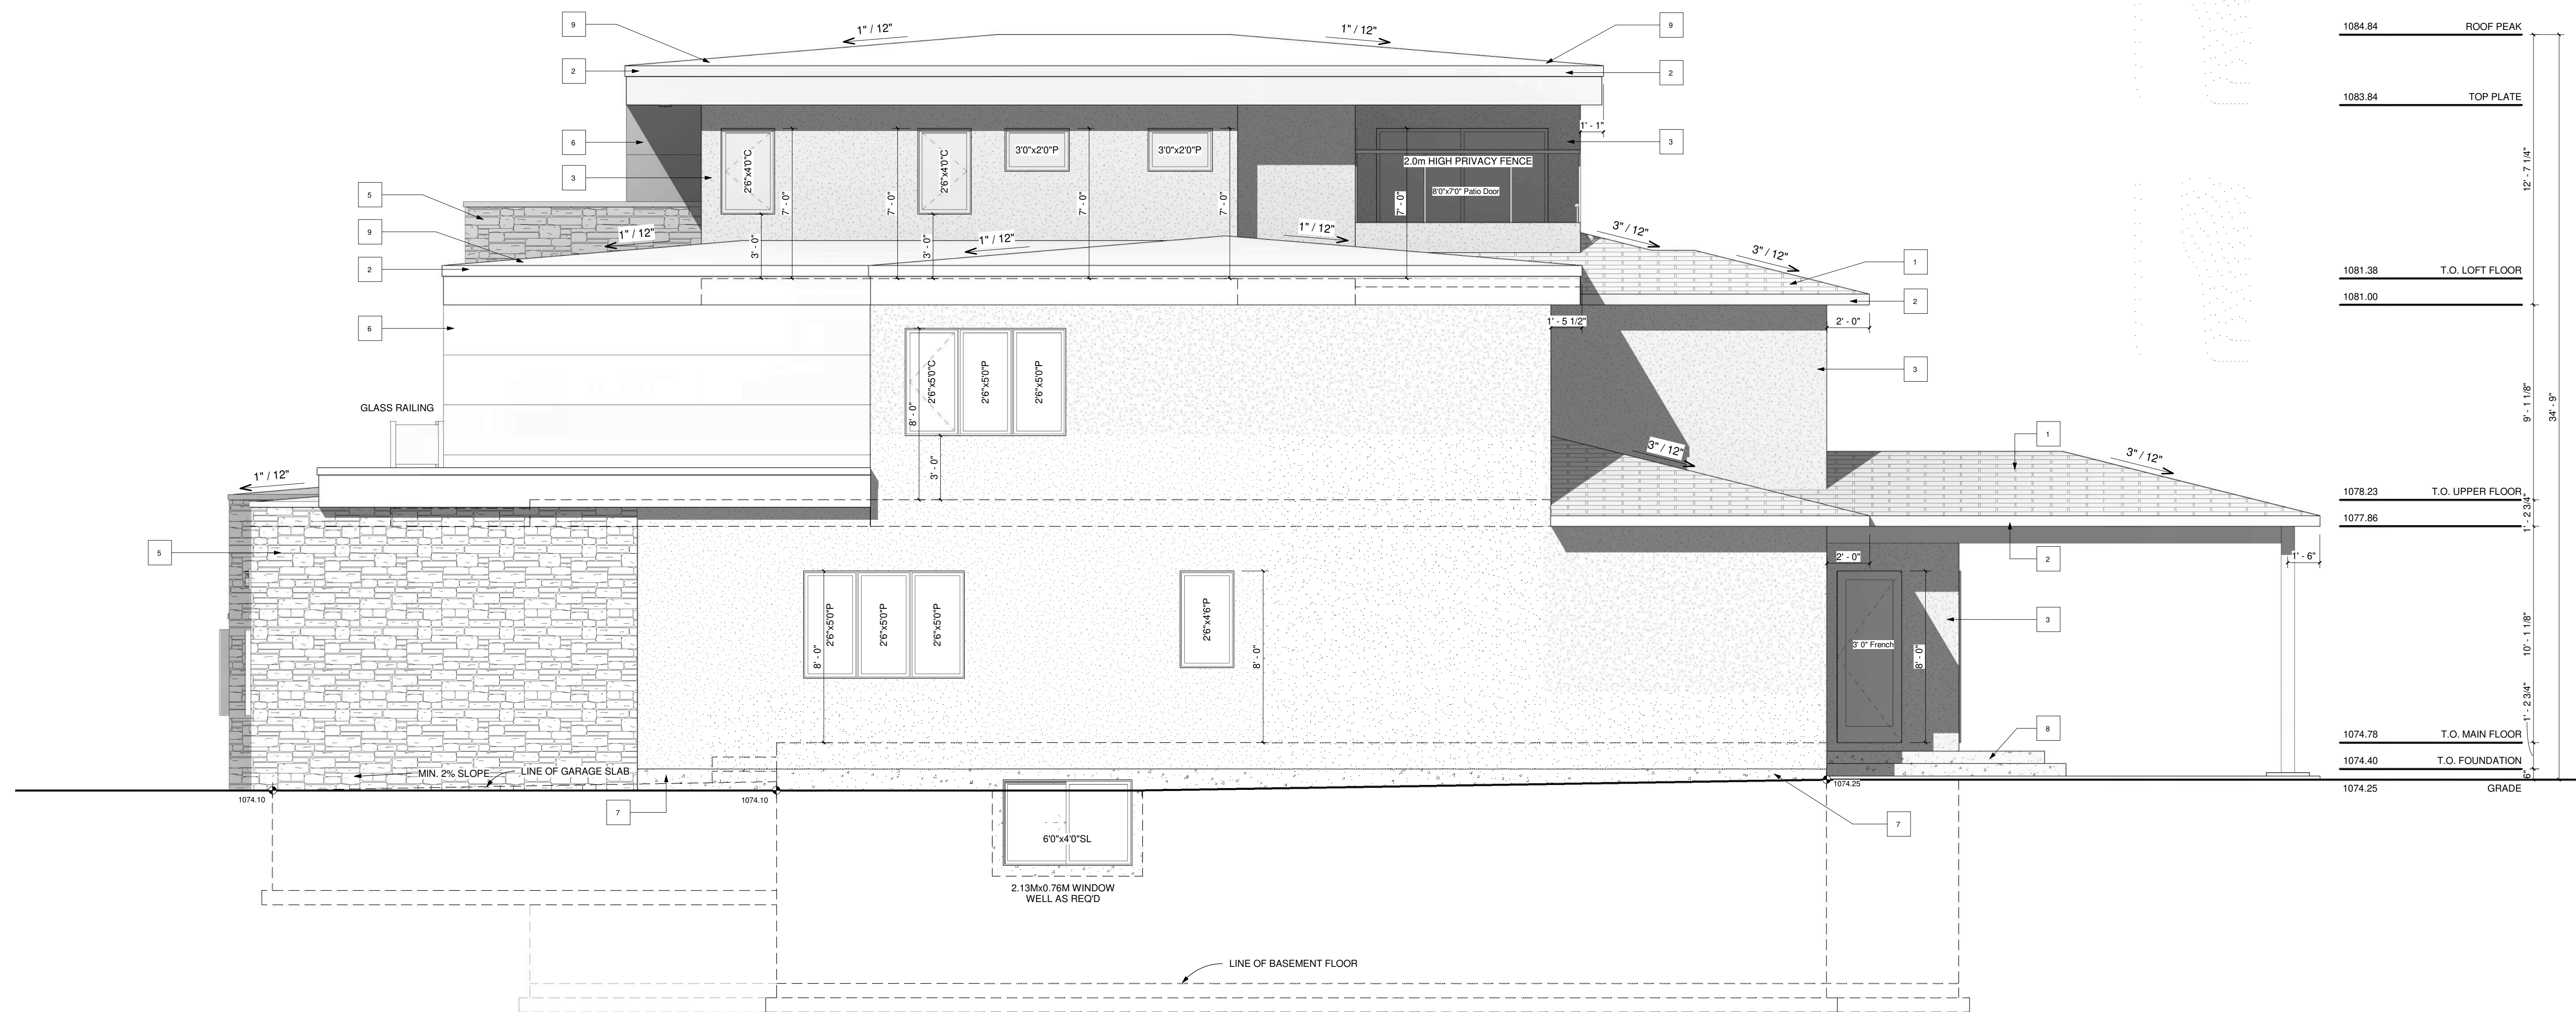 9
1" / 12"
1" / 12"
9
1084.84 ROOF PEAK
2
2
1083.84 TOP PLATE
1' - 1"
6
3
3
2'6"x4'0"C
2'6"x4'0"C
3'0"x2'0"P
3'0"x2'0"P
2.0m HIGH PRIVACY FENCE
8'0"x7'0" Patio Door
12' - 7 1/4"
5
7' - 0"
7' - 0"
7' - 0"
7' - 0"
7' - 0"
9
1" / 12"
3' - 0"
3' - 0"
1" / 12"
1" / 12"
3" / 12"
3" / 12"
1
2
1081.38 T.O. LOFT FLOOR
2
1081.00
6
1' - 5 1/2"
2' - 0"
2'6"x5'0"C
2'6"x5'0"P
2'6"x5'0"P
8' - 0"
3
GLASS RAILING
9' - 1 1/8"
34' - 9"
3' - 0"
3" / 12"
1
3" / 12"
1" / 12"
1078.23 T.O. UPPER FLOOR
1' - 2 3/4"
1077.86
5
2' - 0"
2
1' - 6"
2'6"x5'0"P
2'6"x5'0"P
2'6"x5'0"P
8' - 0"
2'6"x4'6"P
8' - 0"
3' 0" French
8' - 0"
3
10' - 1 1/8"
1' - 2 3/4"
8
1074.78 T.O. MAIN FLOOR
MIN. 2% SLOPE
LINE OF GARAGE SLAB
1074.40 T.O. FOUNDATION
6"
1074.10
1074.10
1074.25
1074.25 GRADE
7
7
6'0"x4'0"SL
2.13Mx0.76M WINDOW
WELL AS REQ'D
LINE OF BASEMENT FLOOR